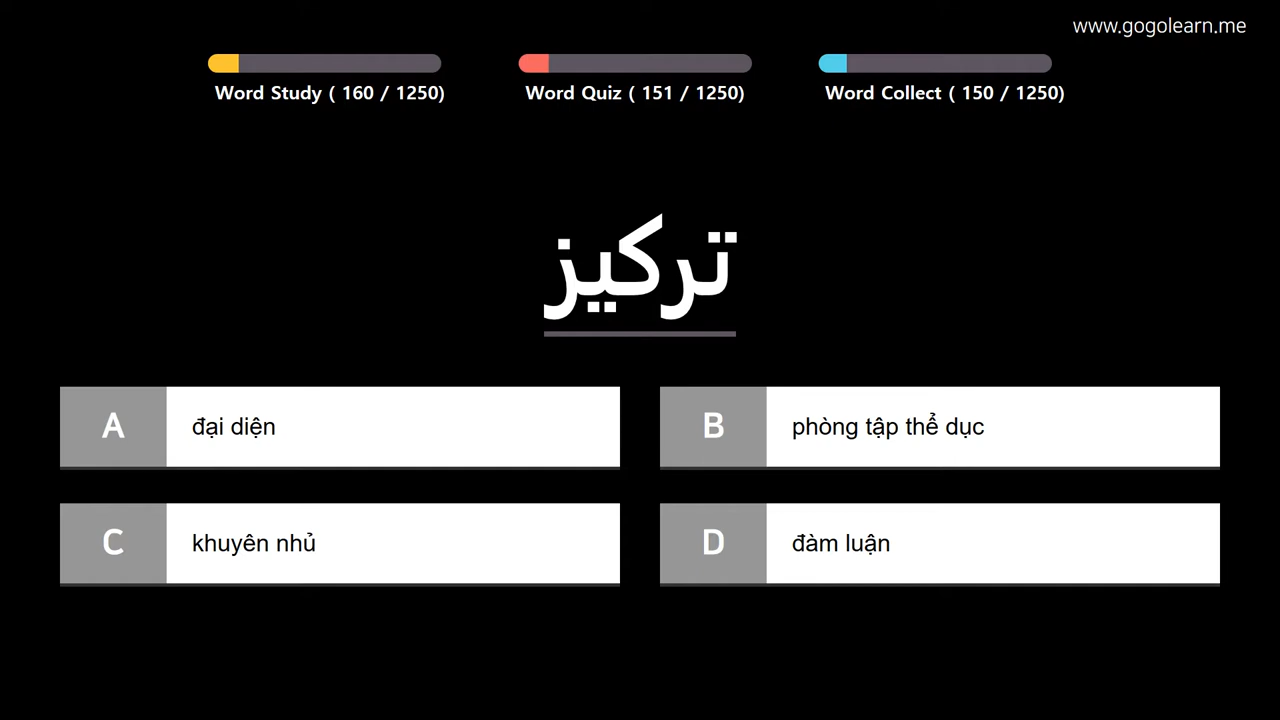 www.gogolearn.me
Word Study ( 160 / 1250)
Word Quiz ( 151 / 1250)
Word Collect ( 150 / 1250)
تركيز
A
đại diện
B
phòng tập thể dục
C
khuyên nhủ
D
đàm luận